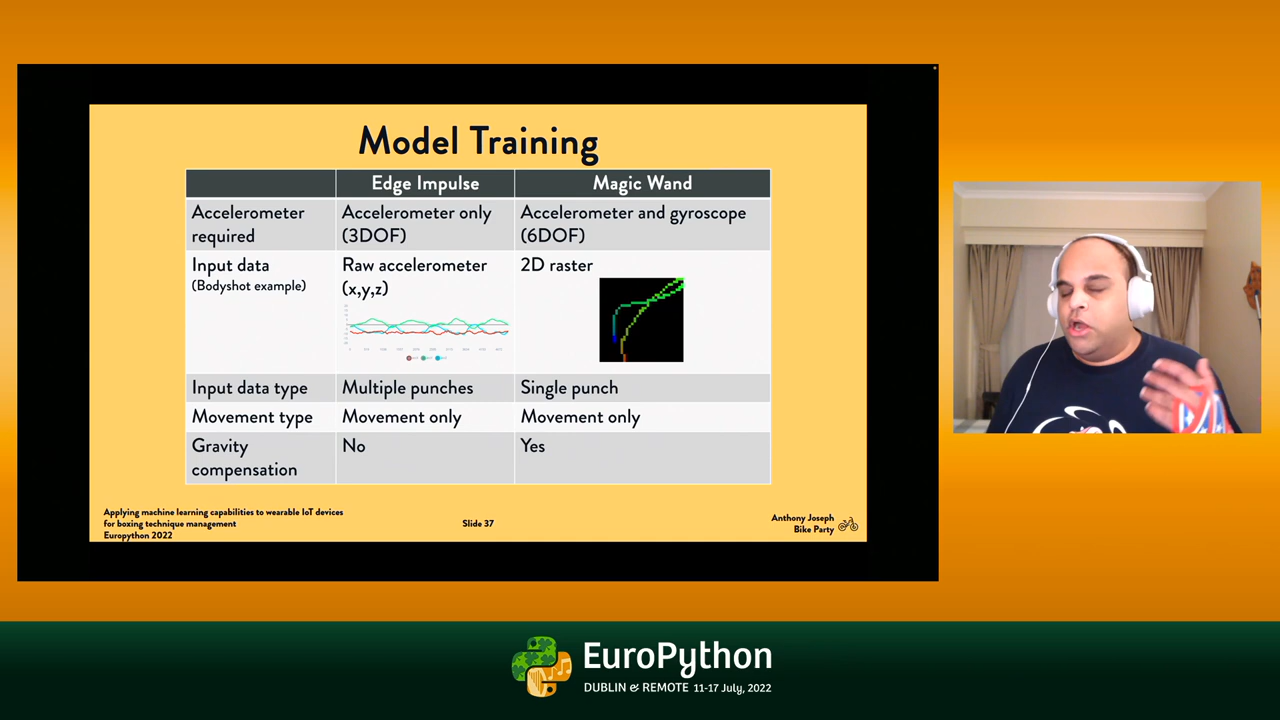 Model Training
Edge Impulse
Magic Wand
Accelerometer
required
Accelerometer only
(3DOF)
Accelerometer and gyroscope
(6DOF)
Input data
(Bodyshot example)
Raw accelerometer
(x,y,z)
2D raster
Input data type
Multiple punches
Single punch
Movement type
Movement only
Movement only
Gravity
compensation
No
Yes
Applying machine learning capabilities to wearable IoT devices
for boxing technique management
Europython 2022
Slide 37
Anthony Joseph
Bike Party
EuroPython
DUBLIN & REMOTE 11-17 July, 2022